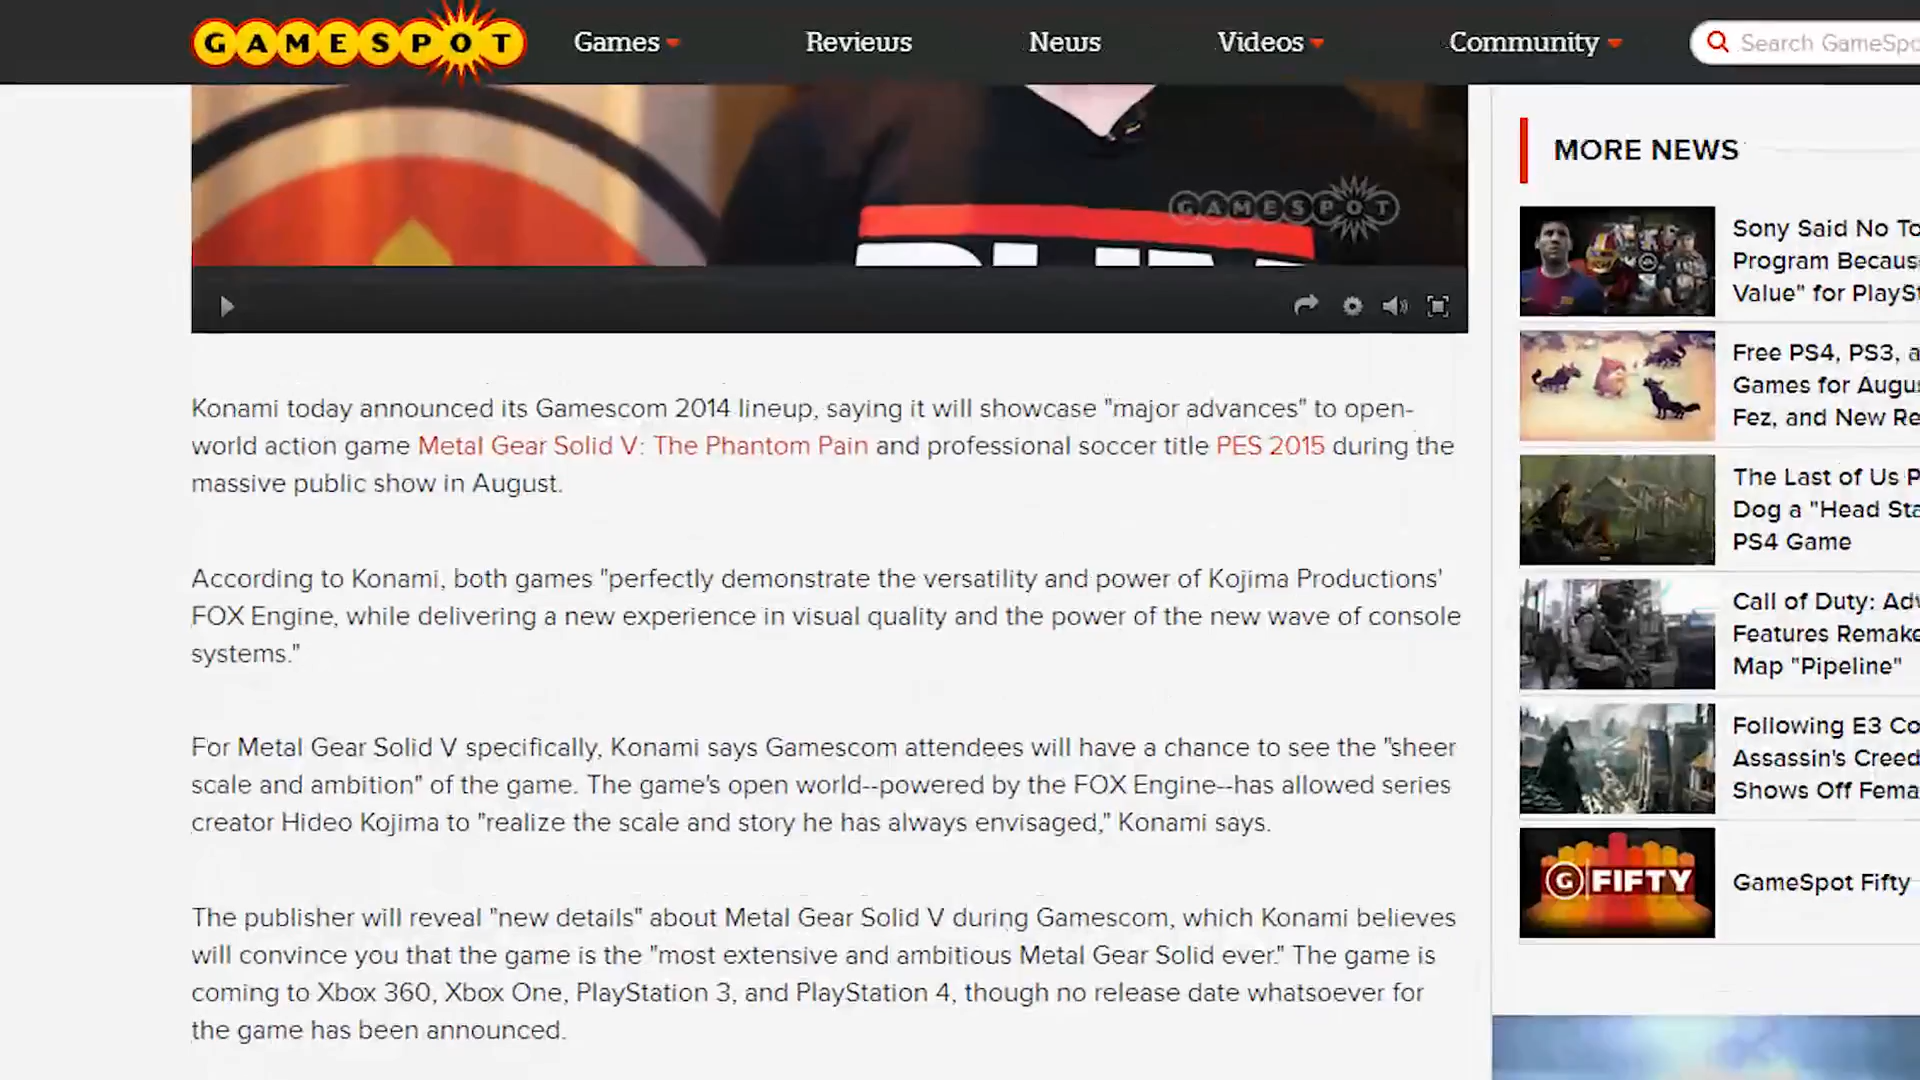 GAMESPOT
Games
Reviews
News
Videos
Community
Search
GAMESPOT
MORE NEWS
Sony Said No To
Program
Value" for
Free PS4, PS3,
Games for
Fez, and New
The Last of Us
Dog a "Head
PS4 Game
Call of Duty:
Features
Map "Pipeline"
Following E3
Assassin's Creed
Shows Off
G FIFTY
GameSpot Fifty
Konami today announced its Gamescom 2014 lineup, saying it will showcase "major advances" to open-
world action game Metal Gear Solid V: The Phantom Pain and professional soccer title PES 2015 during the
massive public show in August.
According to Konami, both games "perfectly demonstrate the versatility and power of Kojima Productions'
FOX Engine, while delivering a new experience in visual quality and the power of the new wave of console
systems."
For Metal Gear Solid V specifically, Konami says Gamescom attendees will have a chance to see the "sheer
scale and ambition" of the game. The game's open world--powered by the FOX Engine--has allowed series
creator Hideo Kojima to "realize the scale and story he has always envisaged," Konami says.
The publisher will reveal "new details" about Metal Gear Solid V during Gamescom, which Konami believes
will convince you that the game is the "most extensive and ambitious Metal Gear Solid ever." The game is
coming to Xbox 360, Xbox One, PlayStation 3, and PlayStation 4, though no release date whatsoever for
the game has been announced.